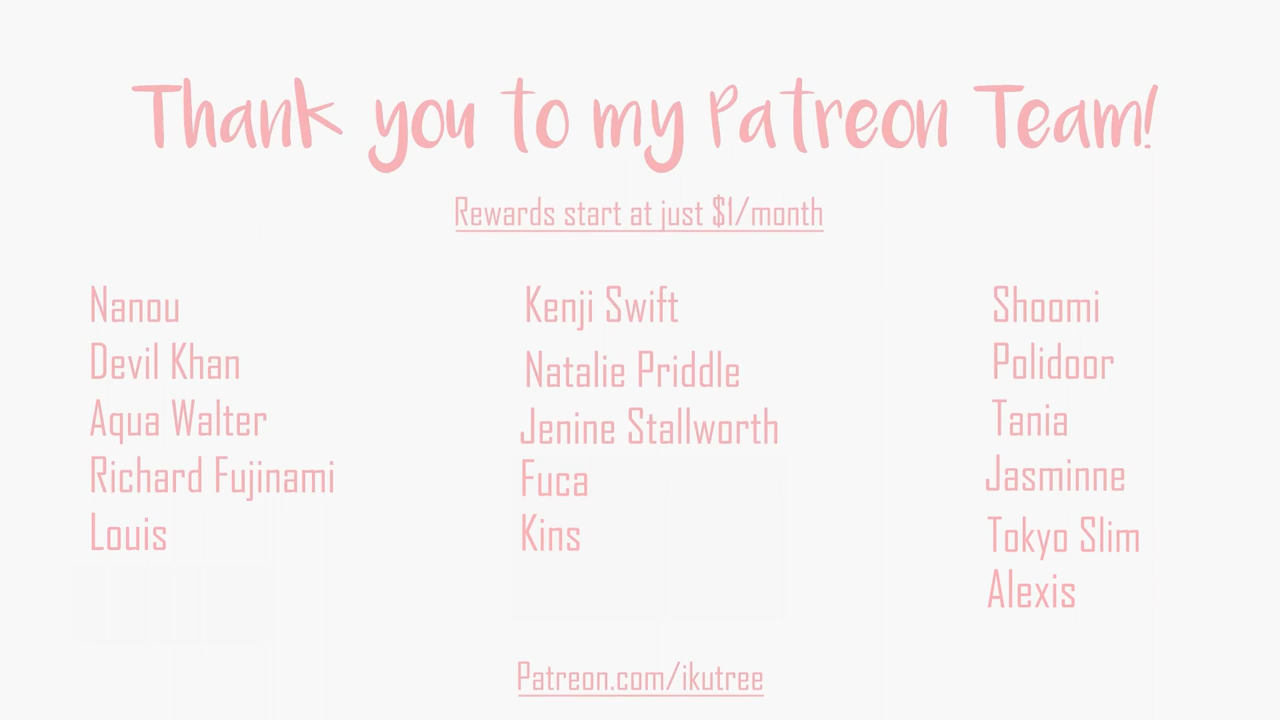 Thank you to my Patreon Team!
Rewards start at just $1/month
Nanou
Devil Khan
Aqua Walter
Richard Fujinami
Louis
Kenji Swift
Natalie Priddle
Jenine Stallworth
Fuca
Kins
Shoomi
Polidoor
Tania
Jasminne
Tokyo Slim
Alexis
Patreon.com/ikutree